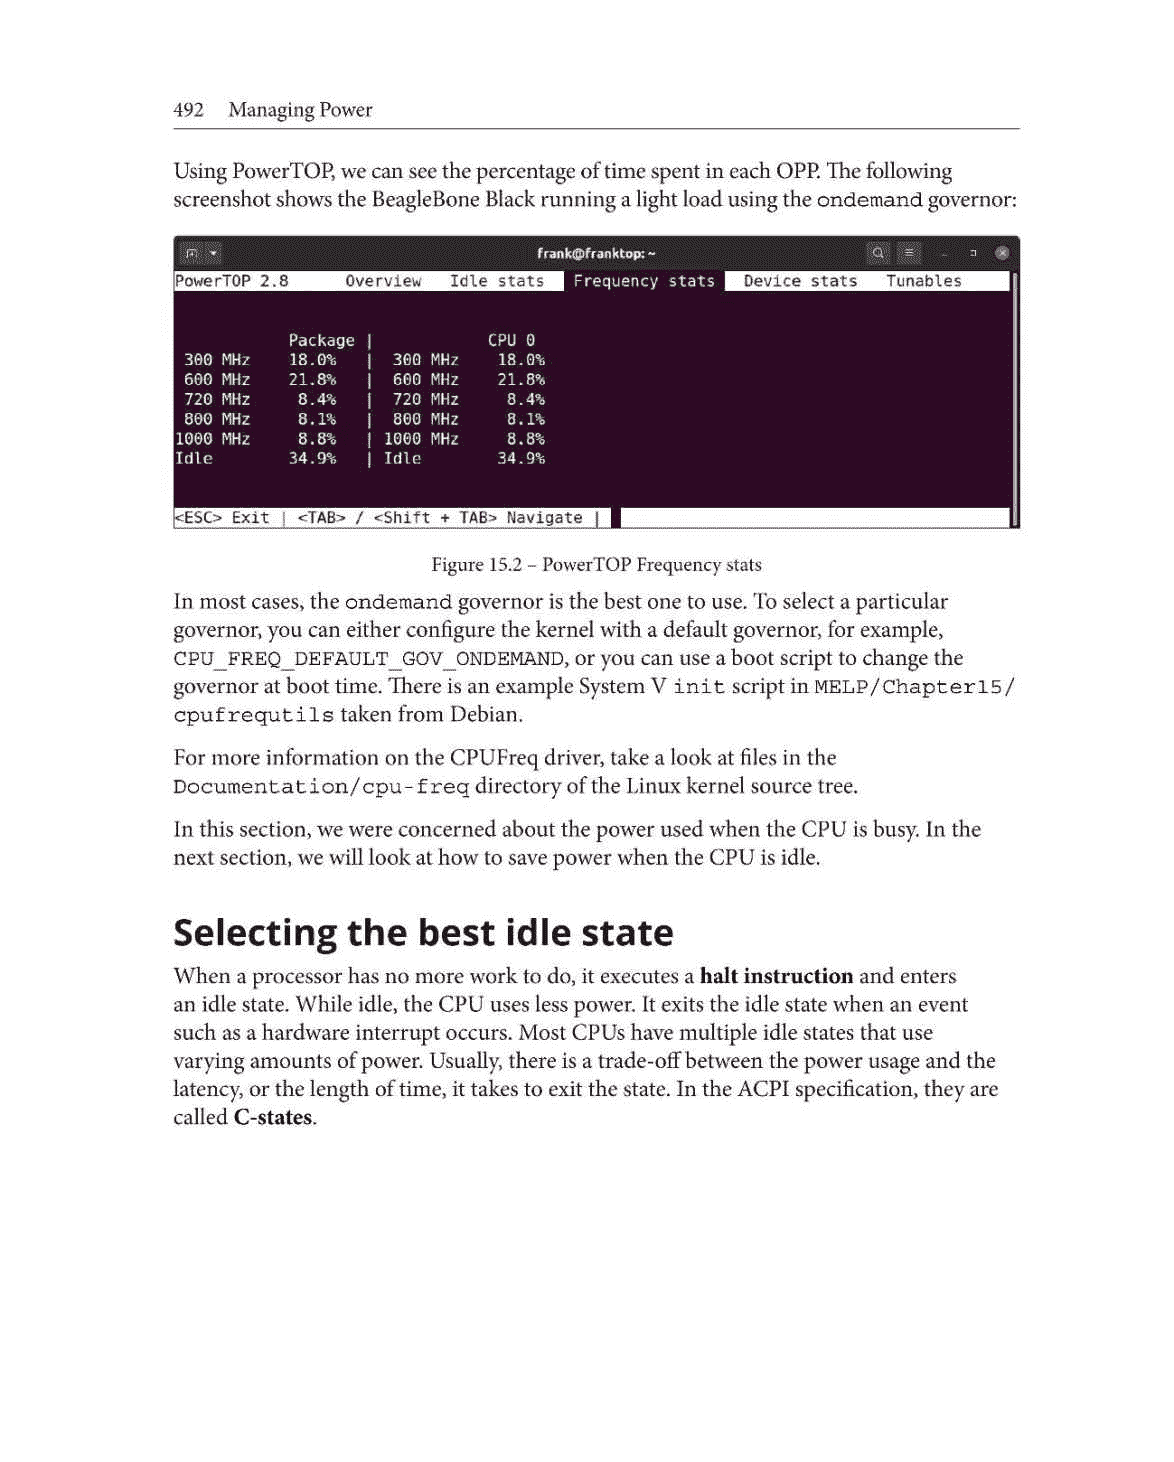 492 Managing Power
Using PowerTOP, we can see the percentage of time spent in each OPP. The following
screenshot shows the BeagleBone Black running a light load using the ondemand governor:
frank@franktop: ~
PowerTOP 2.8 Overview Idle stats Frequency stats Device stats Tunables
Package | CPU 0
300 MHz 18.0% | 300 MHz 18.0%
600 MHz 21.8% | 600 MHz 21.8%
720 MHz 8.4% | 720 MHz 8.4%
800 MHz 8.1% | 800 MHz 8.1%
1000 MHz 8.8% | 1000 MHz 8.8%
Idle 34.9% | Idle 34.9%
<ESC> Exit | <TAB> / <Shift + TAB> Navigate |
Figure 15.2 – PowerTOP Frequency stats
In most cases, the ondemand governor is the best one to use. To select a particular
governor, you can either configure the kernel with a default governor, for example,
CPU_FREQ_DEFAULT_GOV_ONDEMAND, or you can use a boot script to change the
governor at boot time. There is an example System V init script in MELP/Chapter15/
cpufrequtils taken from Debian.
For more information on the CPUFreq driver, take a look at files in the
Documentation/cpu-freq directory of the Linux kernel source tree.
In this section, we were concerned about the power used when the CPU is busy. In the
next section, we will look at how to save power when the CPU is idle.
Selecting the best idle state
When a processor has no more work to do, it executes a halt instruction and enters
an idle state. While idle, the CPU uses less power. It exits the idle state when an event
such as a hardware interrupt occurs. Most CPUs have multiple idle states that use
varying amounts of power. Usually, there is a trade-off between the power usage and the
latency, or the length of time, it takes to exit the state. In the ACPI specification, they are
called C-states.